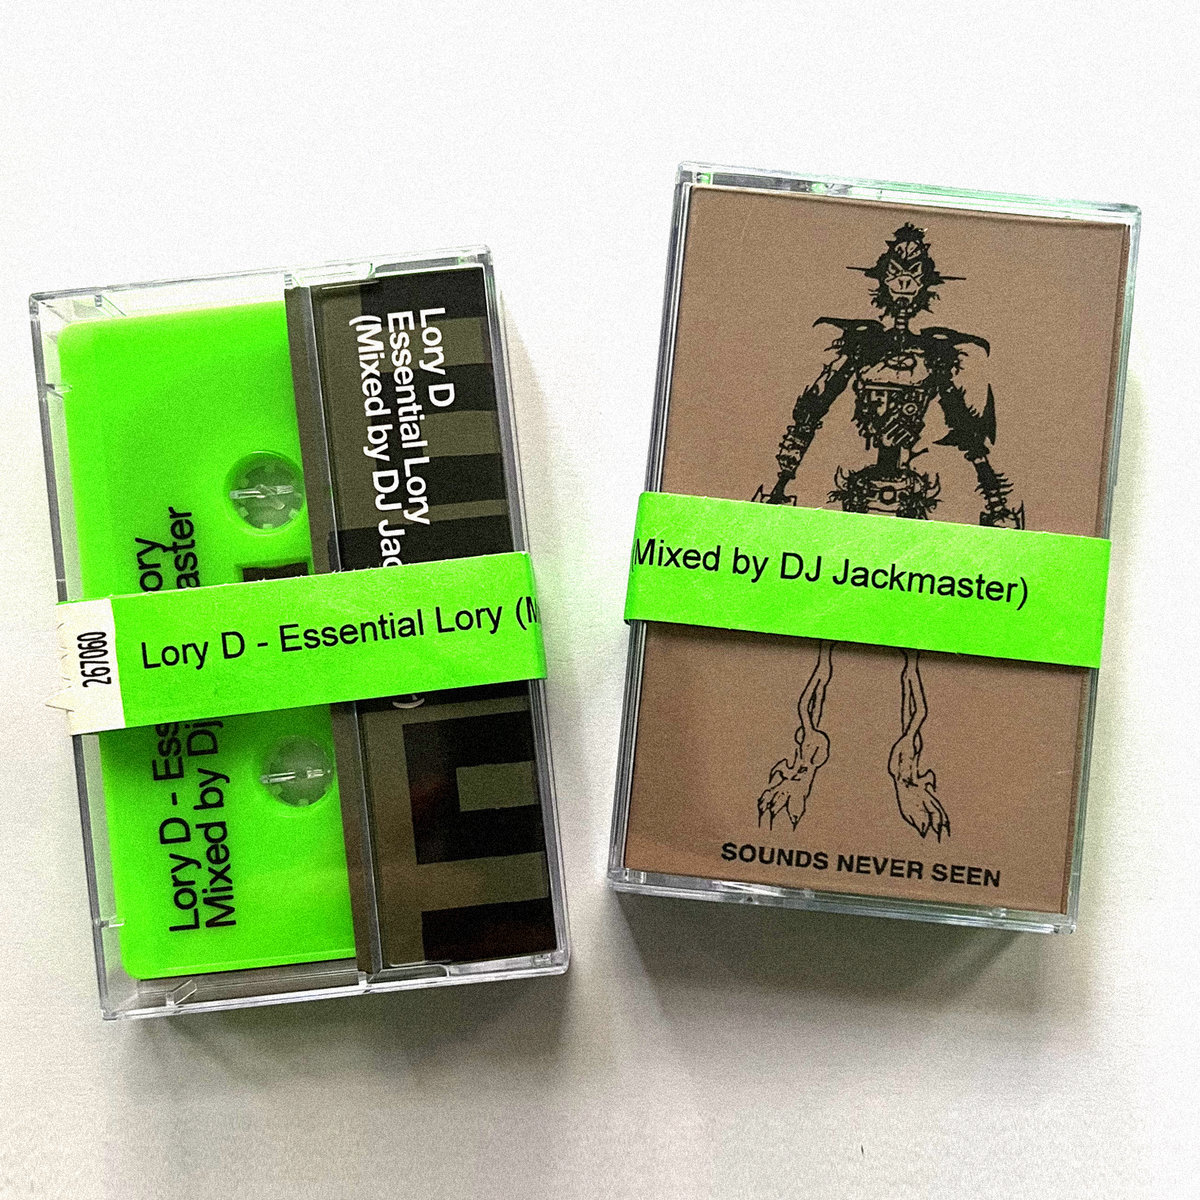 Lory D
Essential Lory
(Mixed by DJ Jac
267060
Lory D - Essential Lory (M
Lory D - Ess
ory
Mixed by Dj
aster
Mixed by DJ Jackmaster)
SOUNDS NEVER SEEN